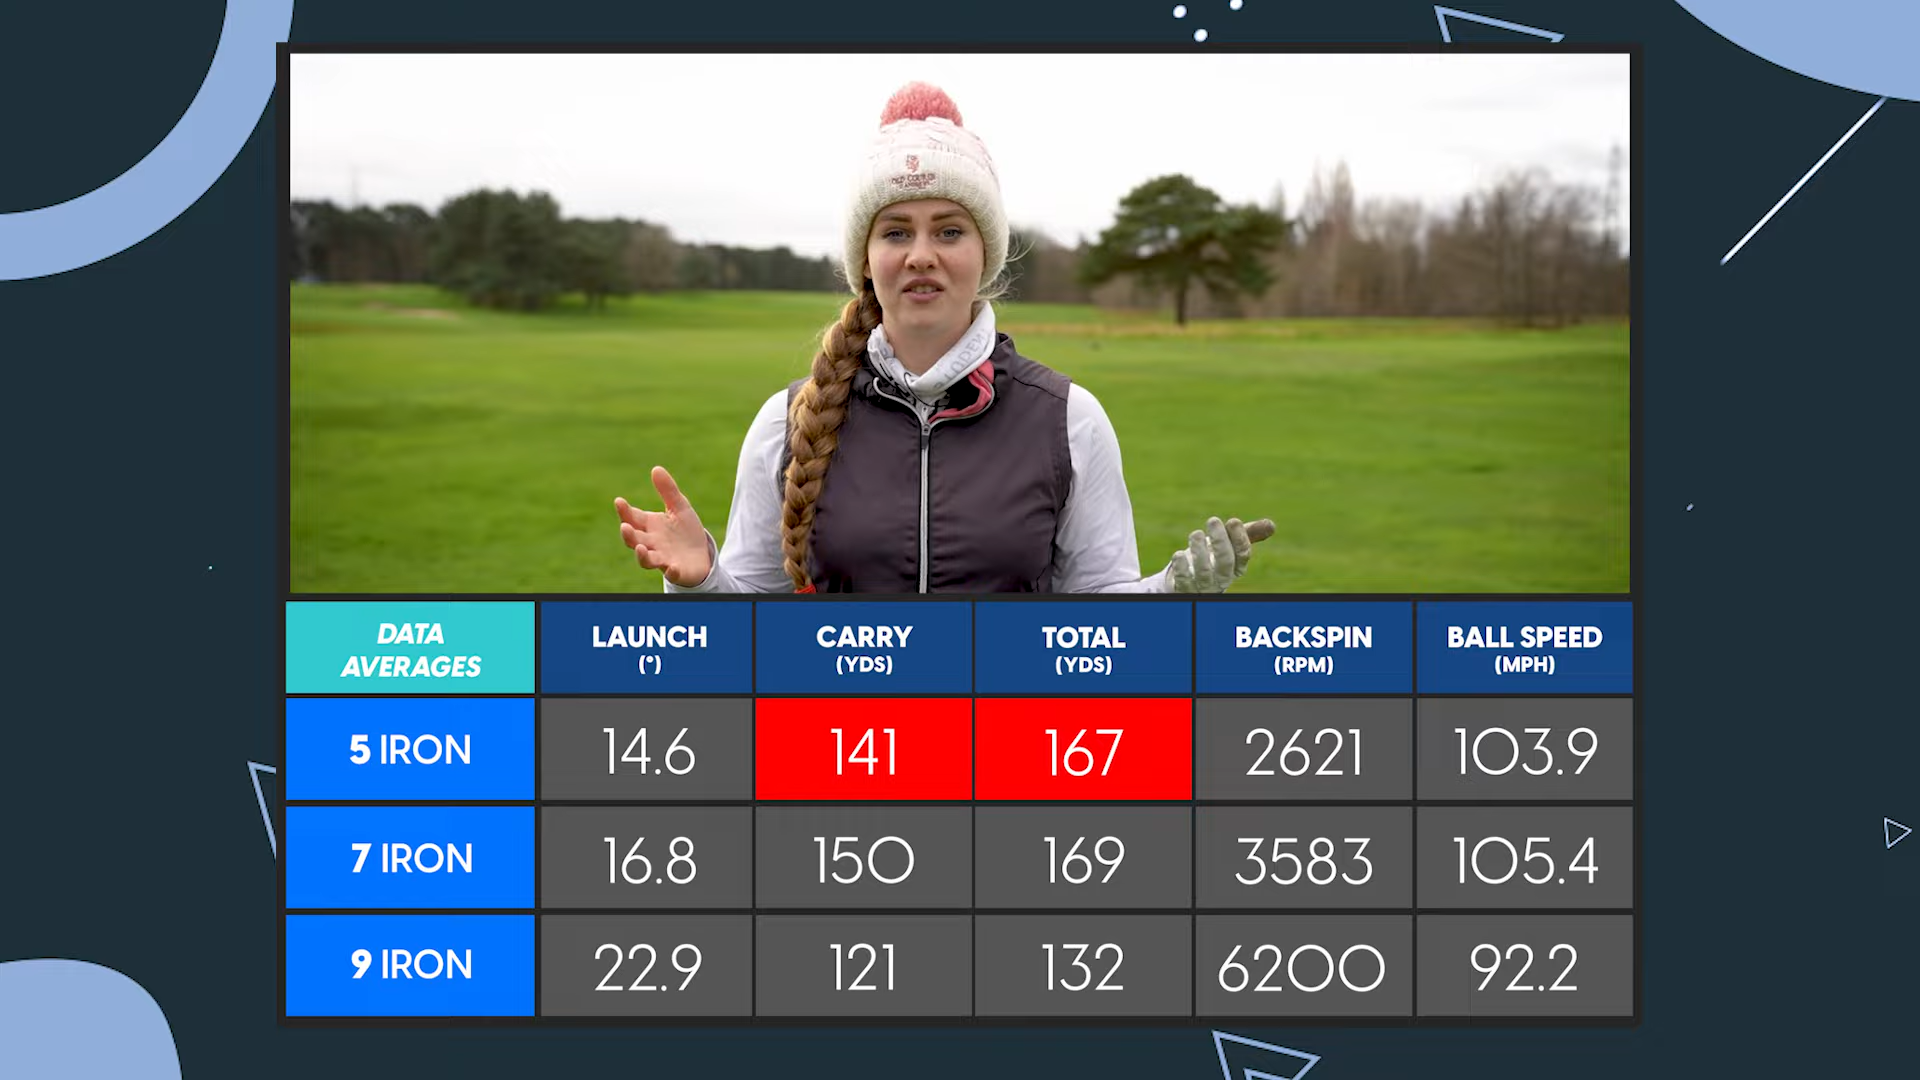 DATA
AVERAGES
LAUNCH
(°)
CARRY
(YDS)
TOTAL
(YDS)
BACKSPIN
(RPM)
BALL SPEED
(MPH)
5 IRON
14.6
141
167
2621
103.9
7 IRON
16.8
150
169
3583
105.4
9 IRON
22.9
121
132
6200
92.2